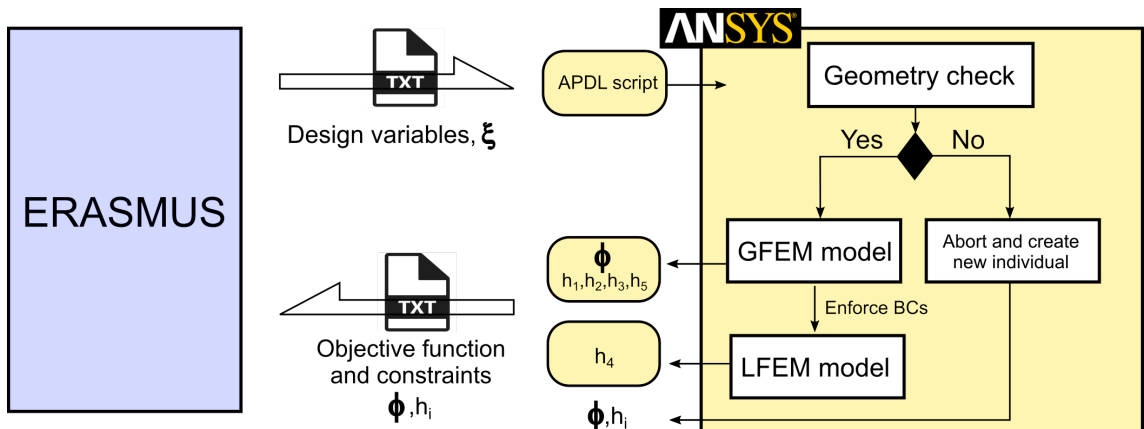 ERASMUS
TXT
Design variables, ξ
TXT
Objective function
and constraints
ϕ,hᵢ
APDL script
ϕ
h₁,h₂,h₃,h₅
h₄
ϕ,hᵢ
ANSYS®
Geometry check
Yes
No
GFEM model
Abort and create
new individual
Enforce BCs
LFEM model